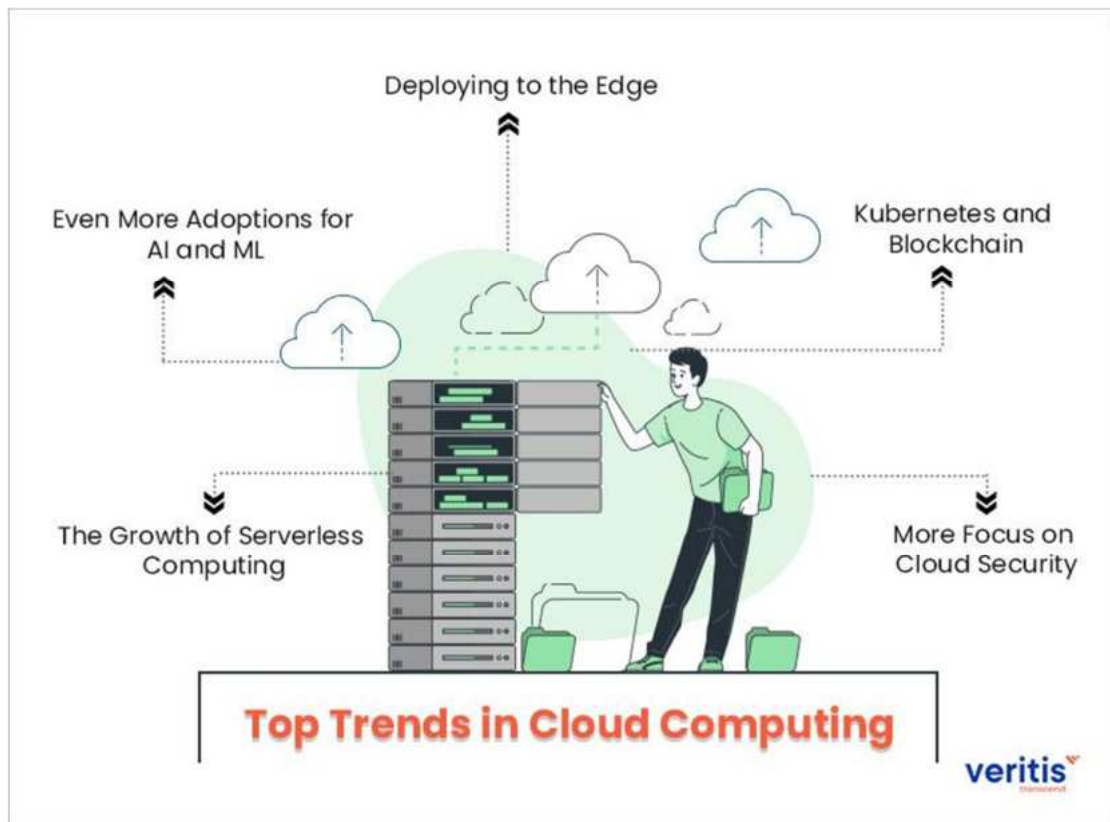 Deploying to the Edge
Even More Adoptions for
AI and ML
Kubernetes and
Blockchain
The Growth of Serverless
Computing
More Focus on
Cloud Security
Top Trends in Cloud Computing
veritis
transcend